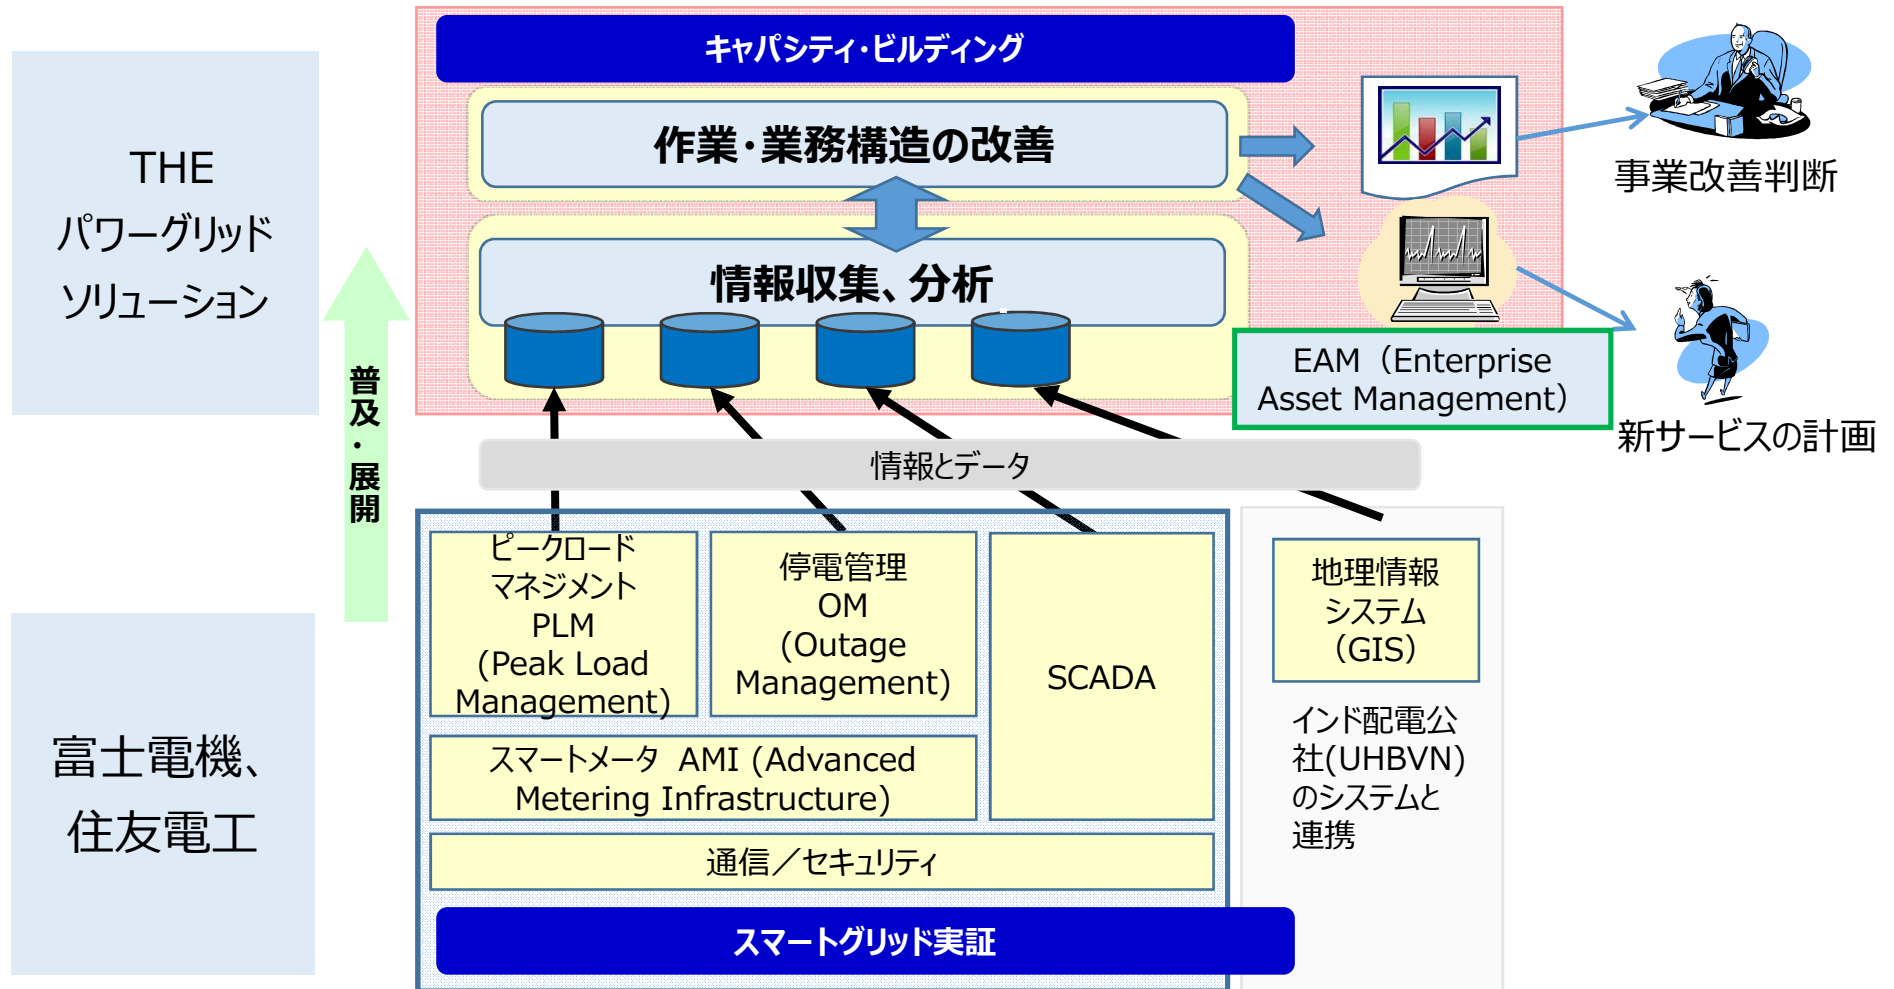 キャパシティ・ビルディング
THE
パワーグリッド
ソリューション
作業・業務構造の改善
情報収集、分析
事業改善判断
EAM（Enterprise
Asset Management）
新サービスの計画
普及・展開
情報とデータ
富士電機、
住友電工
ピークロード
マネジメント
PLM
(Peak Load
Management)
停電管理
OM
(Outage
Management)
SCADA
地理情報
システム
（GIS）
スマートメータ AMI (Advanced
Metering Infrastructure)
通信／セキュリティ
インド配電公
社(UHBVN)
のシステムと
連携
スマートグリッド実証